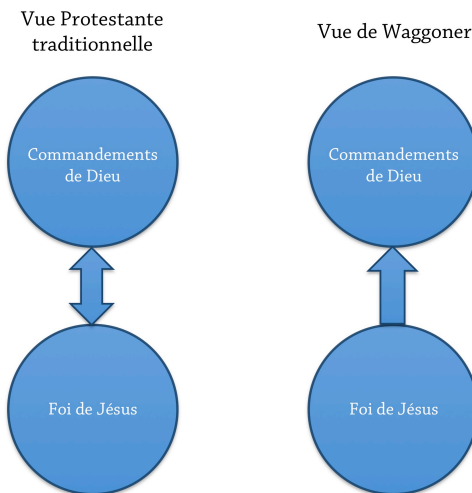 Vue Protestante
traditionnelle
Vue de Waggoner
Commandements
de Dieu
Commandements
de Dieu
Foi de Jésus
Foi de Jésus